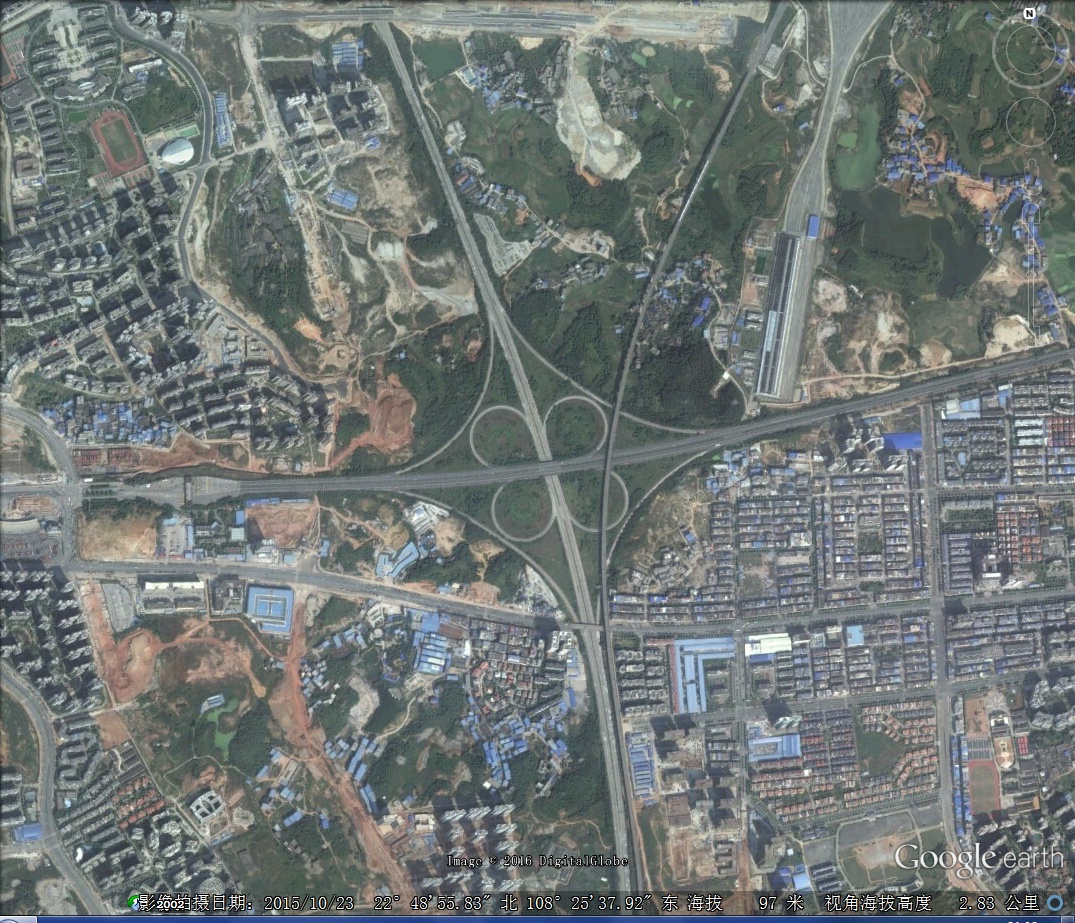 N
Image © 2016 DigitalGlobe
Google earth
2002 影像拍摄日期: 2015/10/23 22° 48'55.83" 北 108° 25'37.92" 东 海拔 97 米 视角海拔高度 2.83 公里